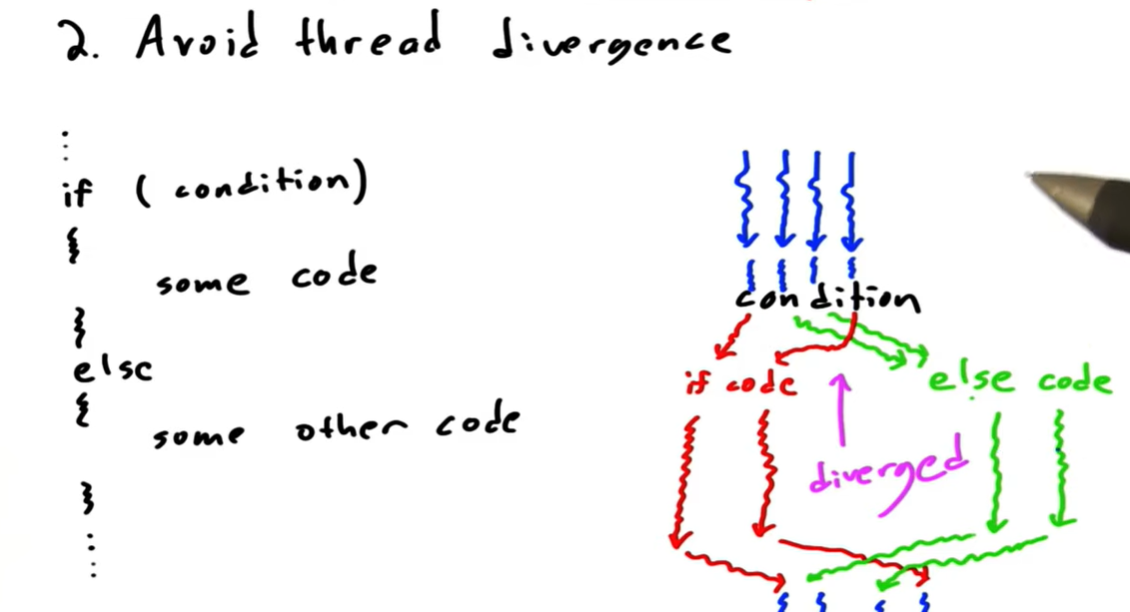 2. Avoid thread divergence
...
if ( condition)
{
some code
}
else
{
some other code
}
...
condition
if code
else code
diverged